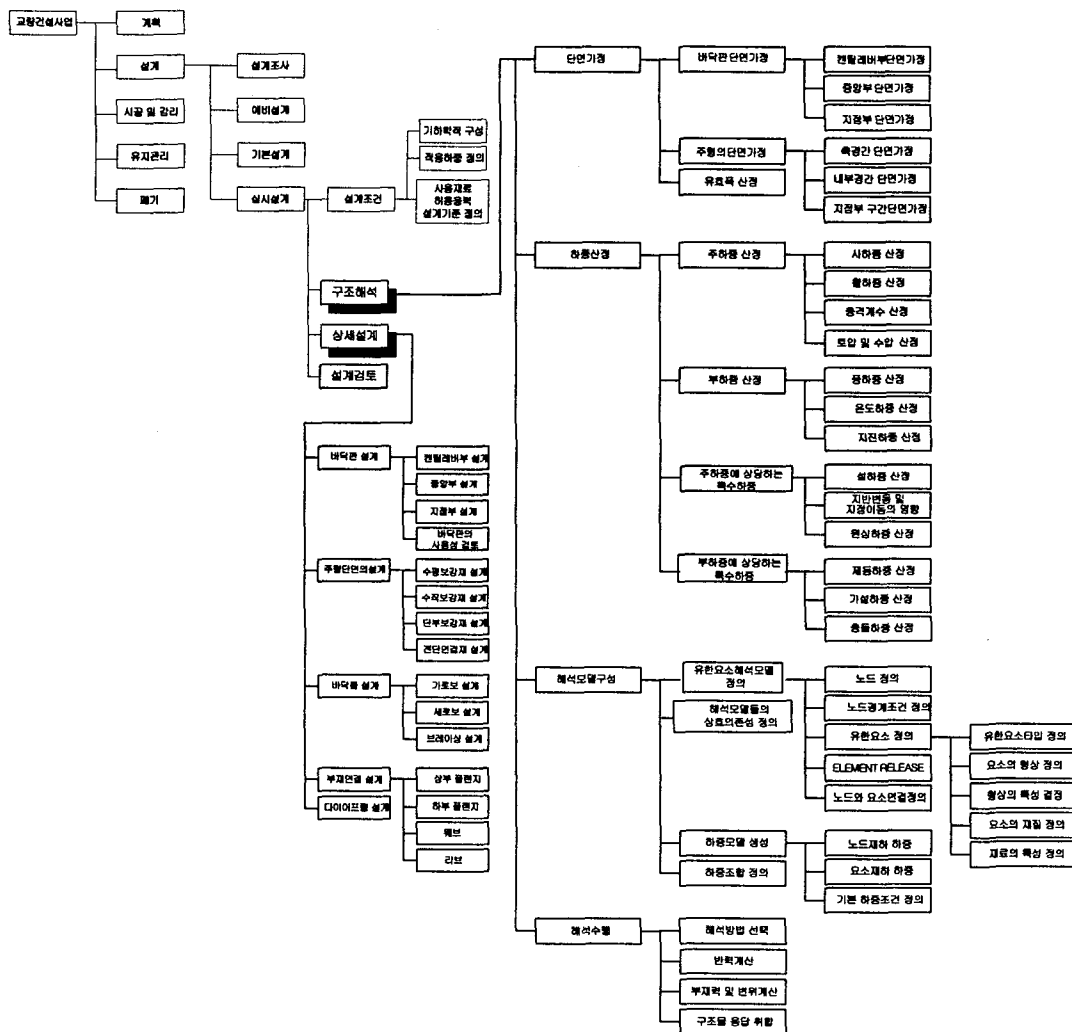 교량건설사업
계획
설계
시공 및 감리
유지관리
폐기
설계조사
예비설계
기본설계
실시설계
설계조건
기하학적 구성
적용하중 정의
사용재료
허용응력
설계기준 정의
구조해석
상세설계
설계검토
바닥판 설계
켄틸레버부 설계
중앙부 설계
지점부 설계
바닥판의
사용성 검토
주형단면의설계
수평보강재 설계
수직보강재 설계
단부보강재 설계
전단연결재 설계
바닥틀 설계
가로보 설계
세로보 설계
브레이싱 설계
부재연결 설계
다이어프램 설계
상부 플랜지
하부 플랜지
웨브
리브
단면가정
바닥판단면가정
켄틸레버부단면가정
중앙부 단면가정
지점부 단면가정
주형의단면가정
측경간 단면가정
내부경간 단면가정
지점부 구간단면가정
유효폭 산정
하중산정
주하중 산정
사하중 산정
활하중 산정
충격계수 산정
토압 및 수압 산정
부하중 산정
풍하중 산정
온도하중 산정
지진하중 산정
주하중에 상당하는
특수하중
설하중 산정
지반변동 및
지점이동의 영향
원심하중 산정
부하중에 상당하는
특수하중
제동하중 산정
가설하중 산정
충돌하중 산정
해석모델구성
유한요소해석모델
정의
노드 정의
노드경계조건 정의
유한요소 정의
ELEMENT RELEASE
노드와 요소연결정의
유한요소타입 정의
요소의 형상 정의
형상의 특성 결정
요소의 재질 정의
재료의 특성 정의
해석모델들의
상호의존성 정의
하중모델 생성
노드재하 하중
요소재하 하중
기본 하중조건 정의
하중조합 정의
해석수행
해석방법 선택
반력계산
부재력 및 변위계산
구조물 응답 취합